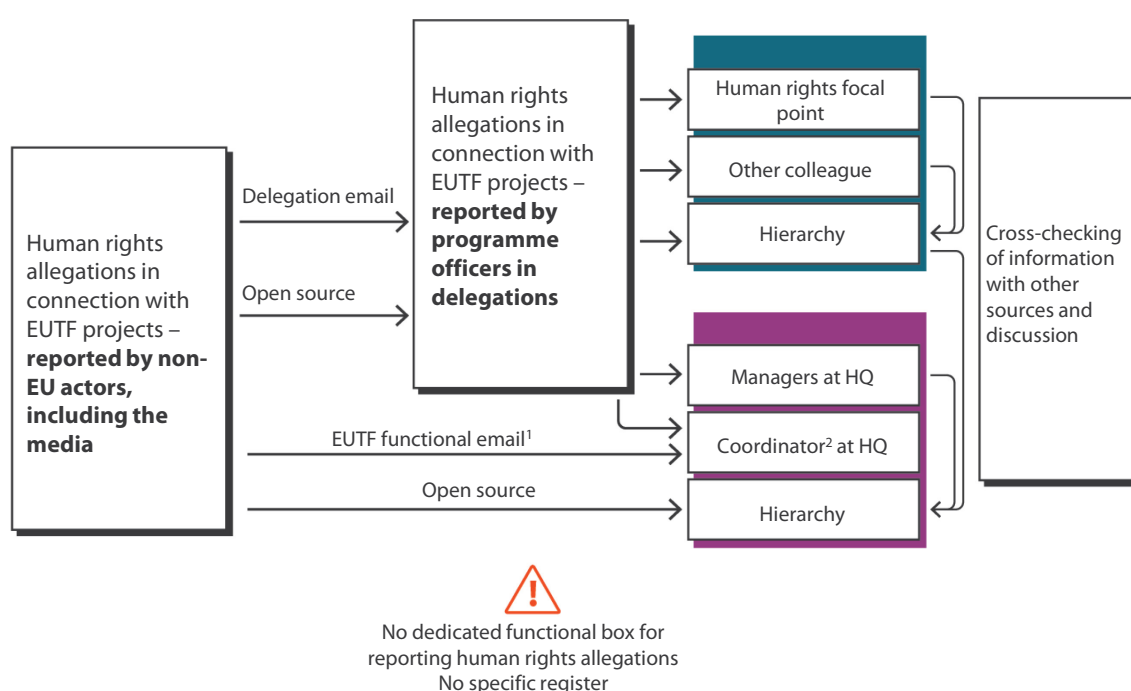 Human rights
allegations in
connection with
EUTF projects –
reported by non-
EU actors,
including the
media
Delegation email
Open source
EUTF functional email¹
Open source
Human rights
allegations in
connection with
EUTF projects –
reported by
programme
officers in
delegations
Human rights focal
point
Other colleague
Hierarchy
Managers at HQ
Coordinator² at HQ
Hierarchy
Cross-checking
of information
with other
sources and
discussion
No dedicated functional box for
reporting human rights allegations
No specific register